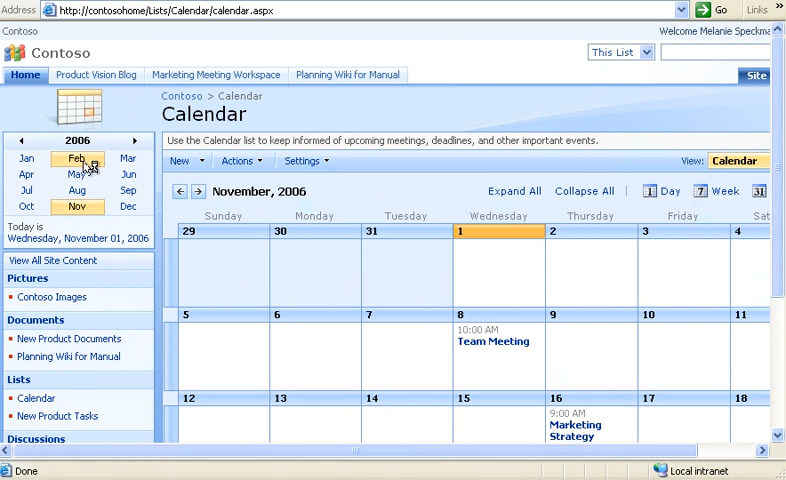 Address http://contosohome/Lists/Calendar/calendar.aspx Go Links »
Contoso Welcome Melanie Speckma
Contoso This List
Home Product Vision Blog Marketing Meeting Workspace Planning Wiki for Manual Site
Contoso > Calendar
Calendar
2006
Use the Calendar list to keep informed of upcoming meetings, deadlines, and other important events.
Jan Feb Mar
Apr May Jun
Jul Aug Sep
Oct Nov Dec
New Actions Settings View: Calendar
November, 2006 Expand All Collapse All 1 Day 7 Week 31
Today is
Wednesday, November 01, 2006
Sunday Monday Tuesday Wednesday Thursday Friday Sat
29 30 31 1 2 3 4
View All Site Content
Pictures
Contoso Images
Documents
New Product Documents
Planning Wiki for Manual
Lists
Calendar
New Product Tasks
Discussions
5 6 7 8 9 10 11
10:00 AM
Team Meeting
12 13 14 15 16 17 18
9:00 AM
Marketing
Strategy
Done Local intranet